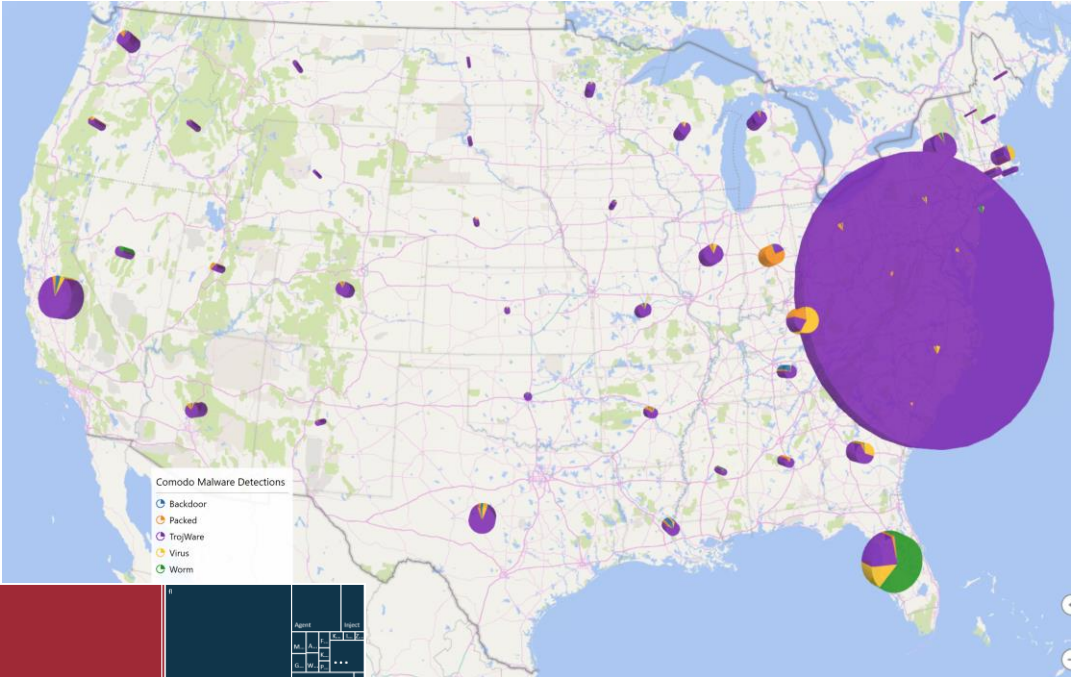 Comodo Malware Detections
Backdoor
Packed
TrojWare
Virus
Worm
Agent
Inject
M...
A...
F...
K...
I...
Z...
K...
G...
W...
P...
...